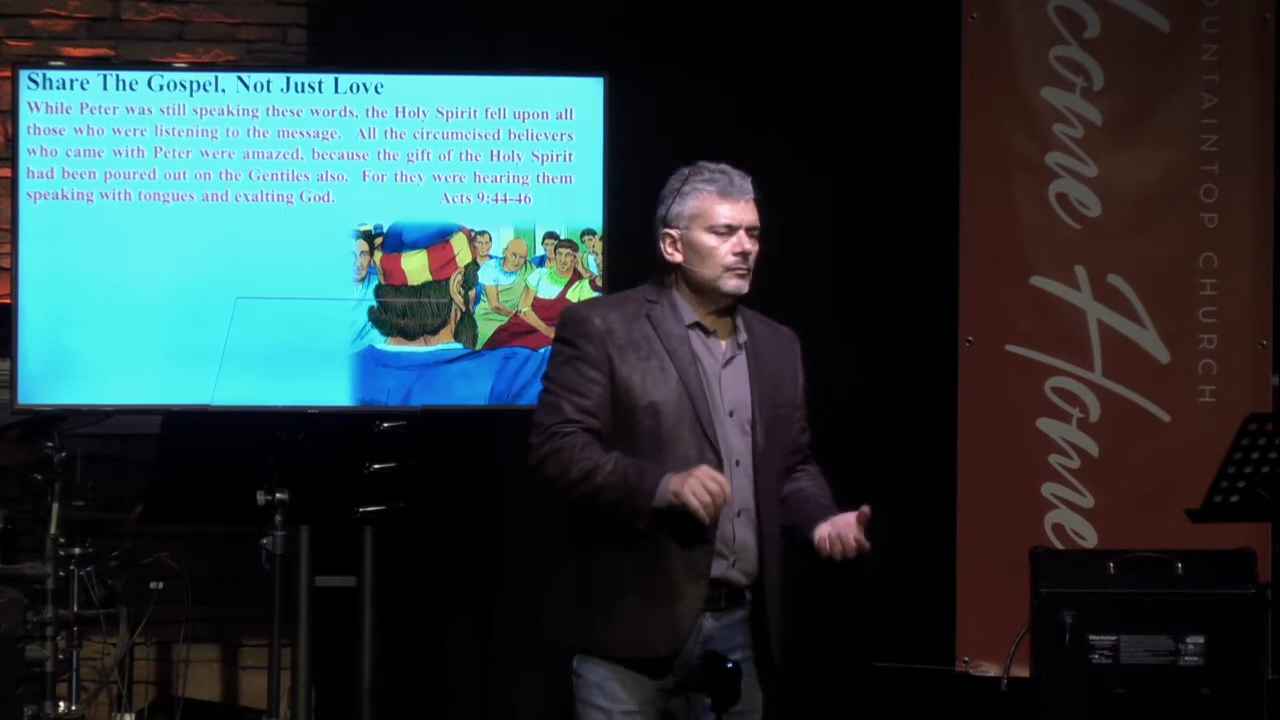 Share The Gospel, Not Just Love
While Peter was still speaking these words, the Holy Spirit fell upon all
those who were listening to the message. All the circumcised believers
who came with Peter were amazed, because the gift of the Holy Spirit
had been poured out on the Gentiles also. For they were hearing them
speaking with tongues and exalting God. Acts 9:44-46
Home
OUNTAINTOP CHURCH